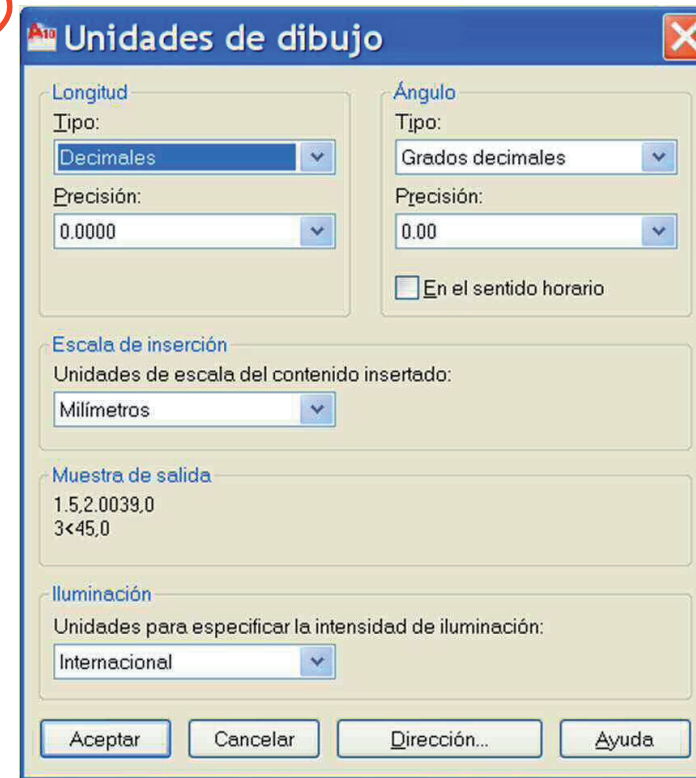 A10 Unidades de dibujo
Longitud
Tipo:
Decimales
Precisión:
0.0000
Ángulo
Tipo:
Grados decimales
Precisión:
0.00
En el sentido horario
Escala de inserción
Unidades de escala del contenido insertado:
Milímetros
Muestra de salida
1.5,2.0039,0
3<45,0
Iluminación
Unidades para especificar la intensidad de iluminación:
Internacional
Aceptar Cancelar Dirección... Ayuda